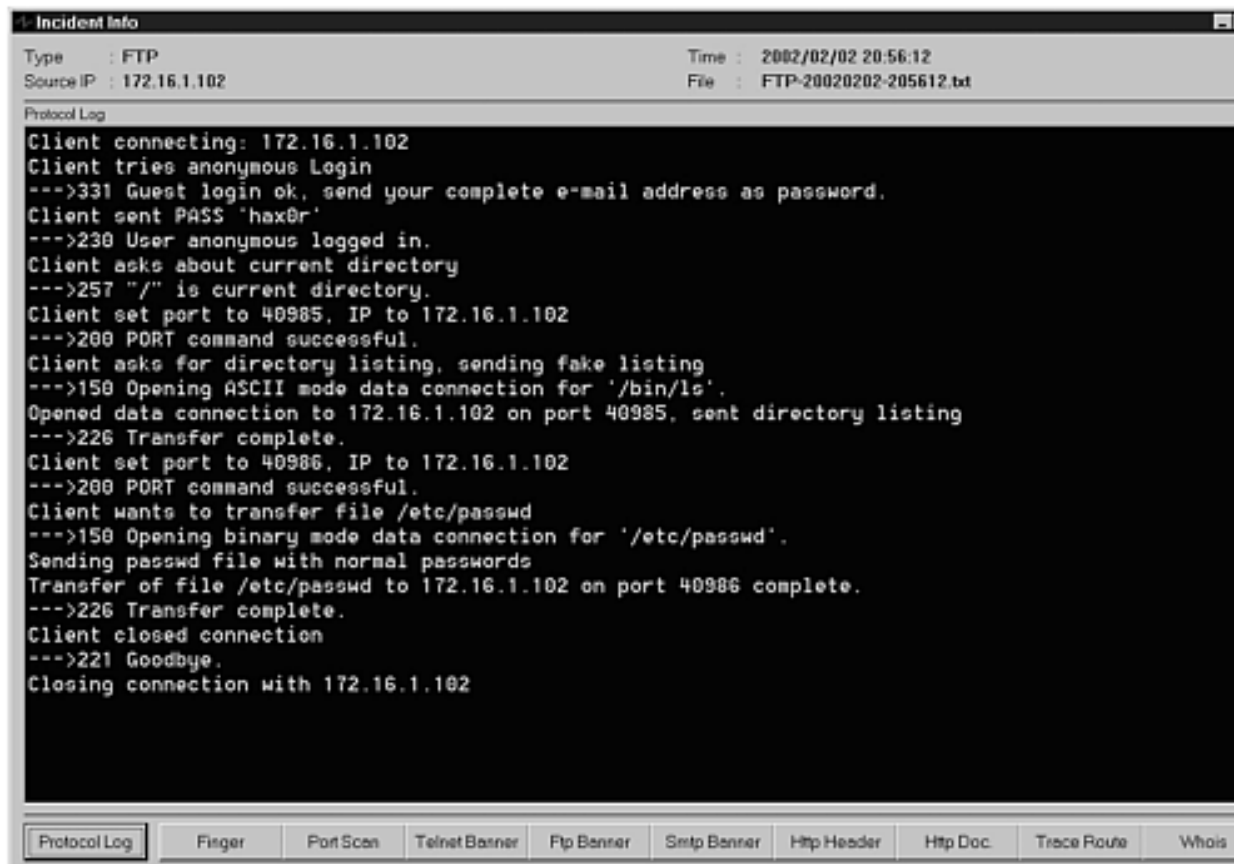 Incident Info
Type : FTP
Time : 2002/02/02 20:56:12
Source IP : 172.16.1.102
File : FTP-20020202-205612.txt
Protocol Log
Client connecting: 172.16.1.102
Client tries anonymous Login
--->331 Guest login ok, send your complete e-mail address as password.
Client sent PASS 'hax0r'
--->230 User anonymous logged in.
Client asks about current directory
--->257 "/" is current directory.
Client set port to 40985, IP to 172.16.1.102
--->200 PORT command successful.
Client asks for directory listing, sending fake listing
--->150 Opening ASCII mode data connection for '/bin/ls'.
Opened data connection to 172.16.1.102 on port 40985, sent directory listing
--->226 Transfer complete.
Client set port to 40986, IP to 172.16.1.102
--->200 PORT command successful.
Client wants to transfer file /etc/passwd
--->150 Opening binary mode data connection for '/etc/passwd'.
Sending passwd file with normal passwords
Transfer of file /etc/passwd to 172.16.1.102 on port 40986 complete.
--->226 Transfer complete.
Client closed connection
--->221 Goodbye.
Closing connection with 172.16.1.102
Protocol Log Finger Port Scan Telnet Banner Ftp Banner Smtp Banner Http Header Http Doc. Trace Route Whois